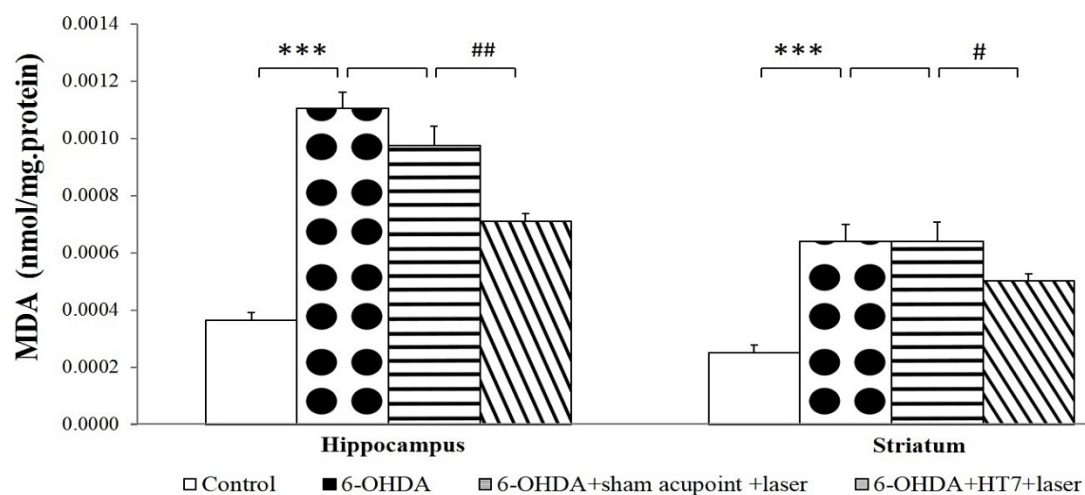 0.0014
*** ## *** #
0.0012
0.0010
0.0008
0.0006
0.0004
0.0002
0.0000
MDA (nmol/mg.protein)
Hippocampus Striatum
Control 6-OHDA 6-OHDA+sham acupoint +laser 6-OHDA+HT7+laser